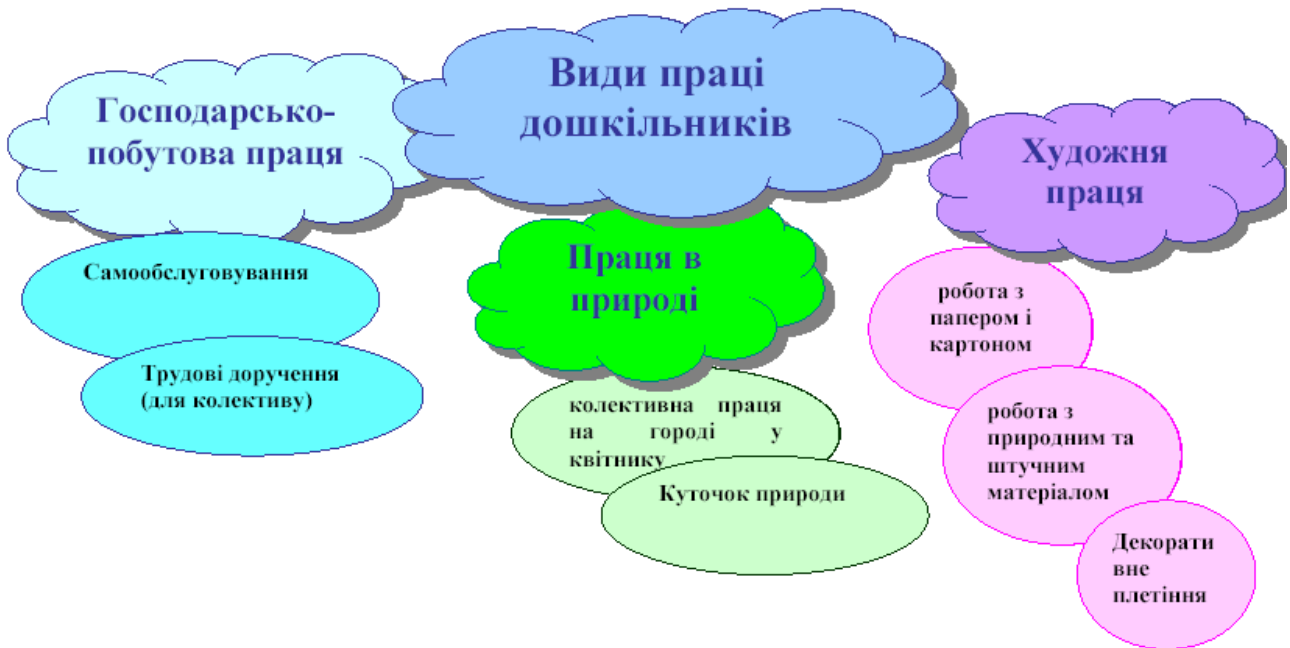 Види праці
дошкільників
Господарсько-
побутова праця
Самообслуговування
Трудові доручення
(для колективу)
Праця в
природі
колективна праця
на городі у
квітнику
Куточок природи
Художня
праця
робота з
папером і
картоном
робота з
природним та
штучним
матеріалом
Декорати
вне
плетіння